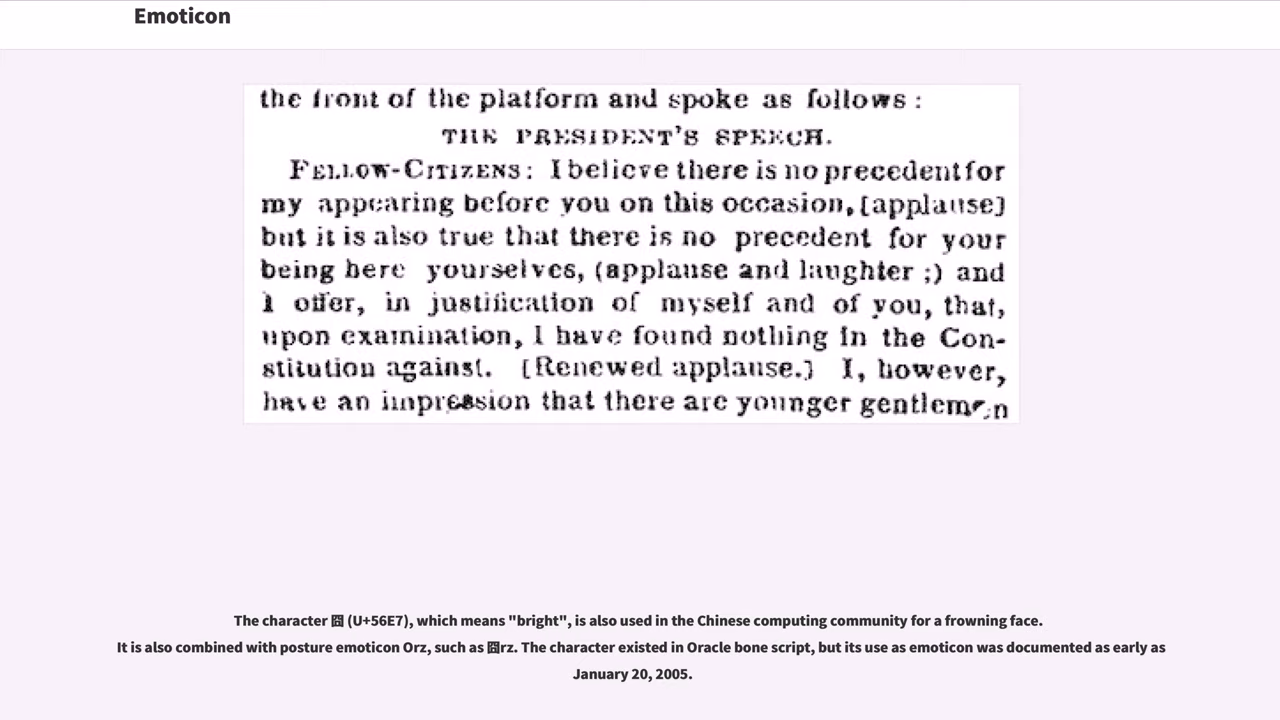 Emoticon
the front of the platform and spoke as follows :
THE PRESIDENT'S SPEECH.
FELLOW-CITIZENS: I believe there is no precedent for
my appearing before you on this occasion, [applause]
but it is also true that there is no precedent for your
being here yourselves, (applause and laughter ;) and
I offer, in justification of myself and of you, that,
upon examination, I have found nothing in the Con-
stitution against. [Renewed applause.] I, however,
have an impression that there are younger gentlemen
The character 囧 (U+56E7), which means "bright", is also used in the Chinese computing community for a frowning face.
It is also combined with posture emoticon Orz, such as 囧rz. The character existed in Oracle bone script, but its use as emoticon was documented as early as
January 20, 2005.